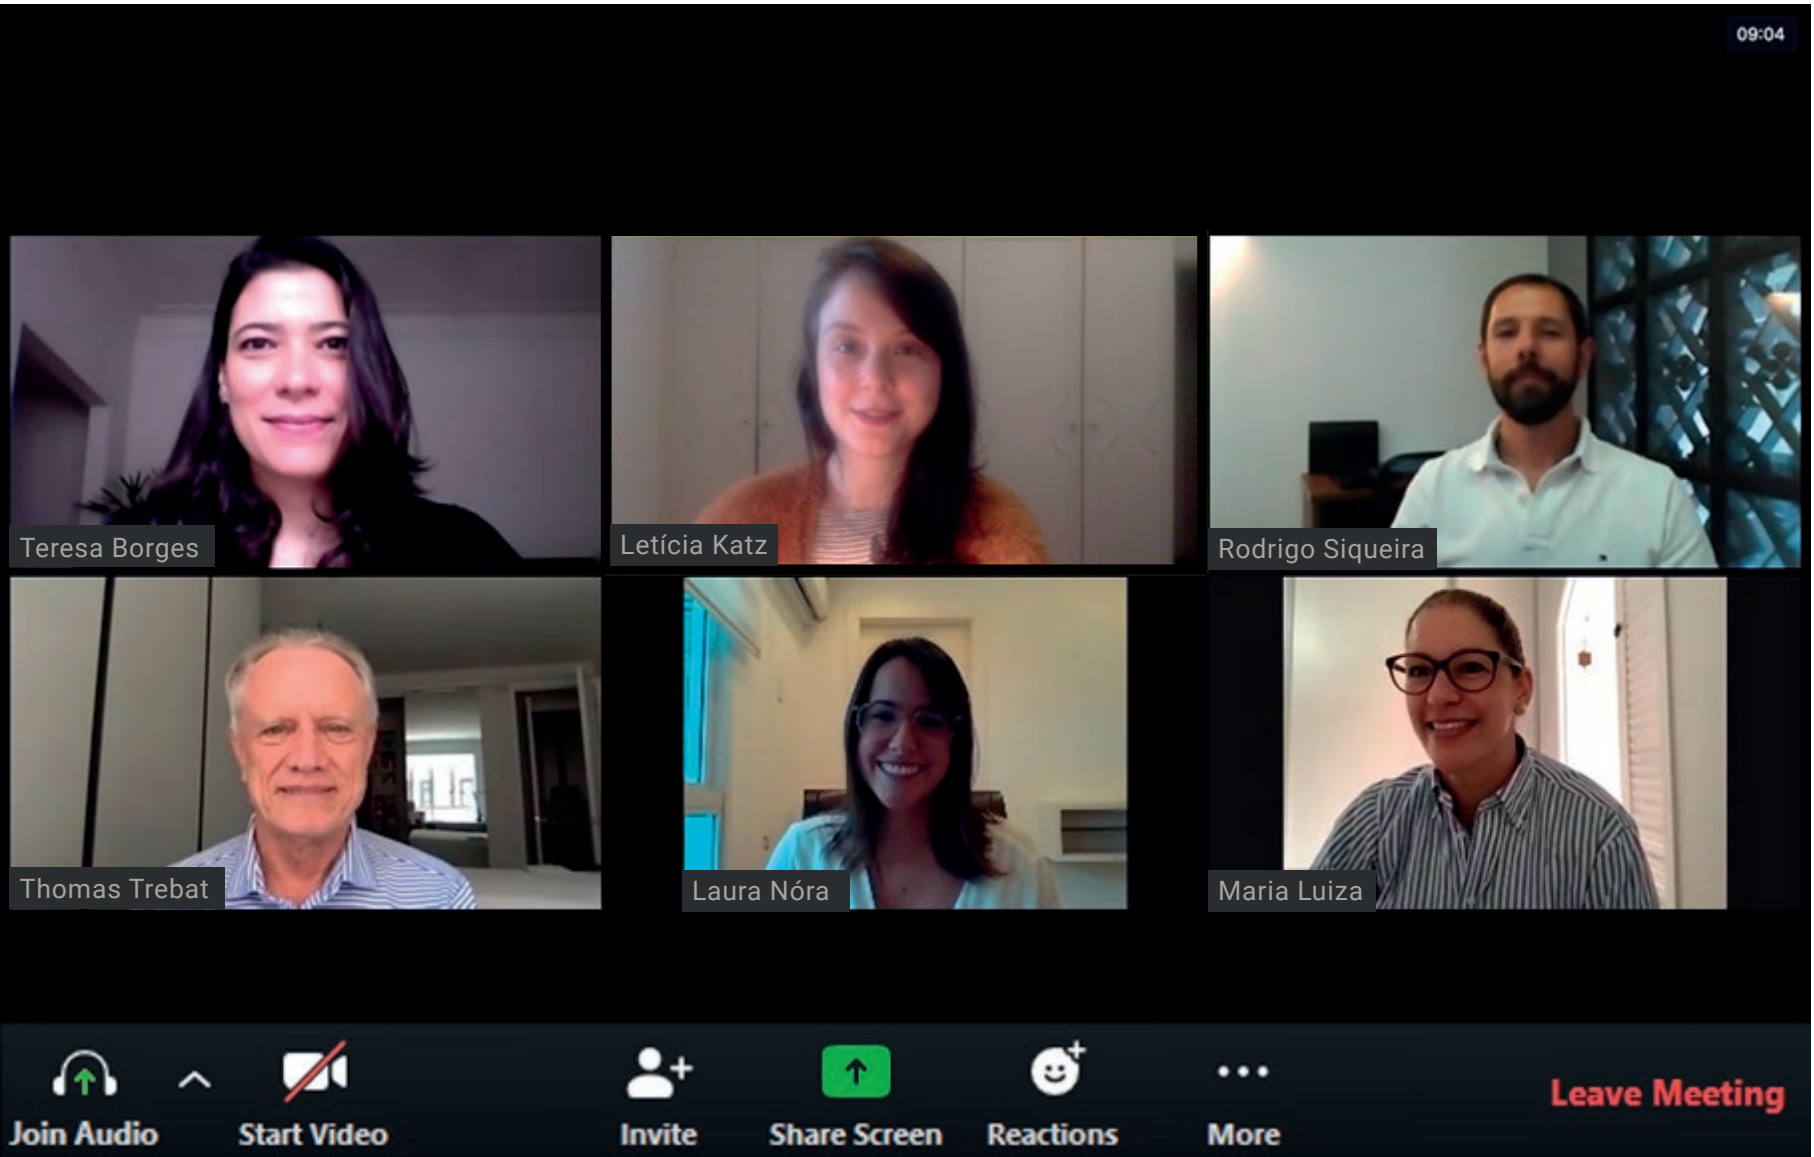 09:04
Teresa Borges
Letícia Katz
Rodrigo Siqueira
Thomas Trebat
Laura Nóra
Maria Luiza
Join Audio
Start Video
Invite
Share Screen
Reactions
More
Leave Meeting